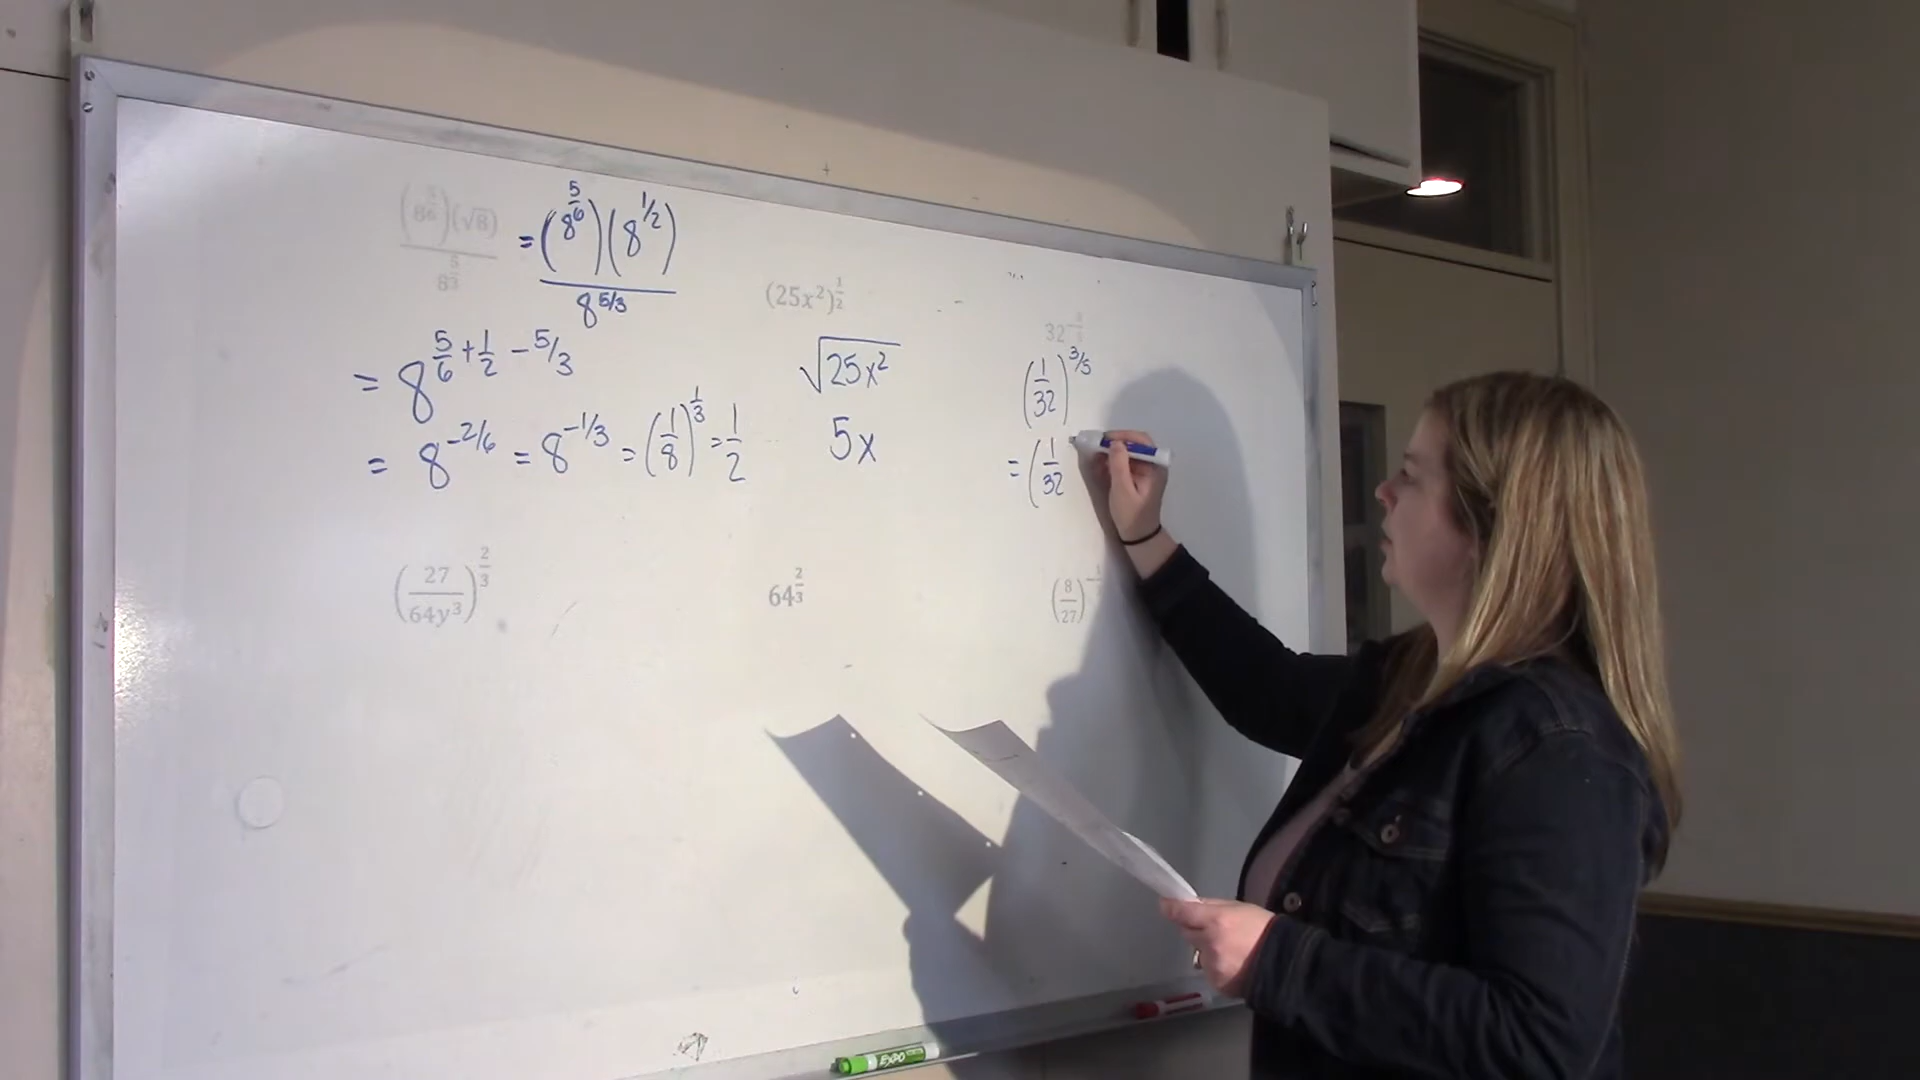 (8^(5/6))(√8) / 8^(5/3) = (8^(5/6))(8^(1/2)) / 8^(5/3)
= 8^(5/6 + 1/2 - 5/3)
= 8^(-2/6) = 8^(-1/3) = (1/8)^(1/3) = 1/2
(25x²)^(1/2)
√(25x²)
5x
(1/32)^(3/5)
= (1/32
(27/64y³)^(2/3)
64^(2/3)
EXPO